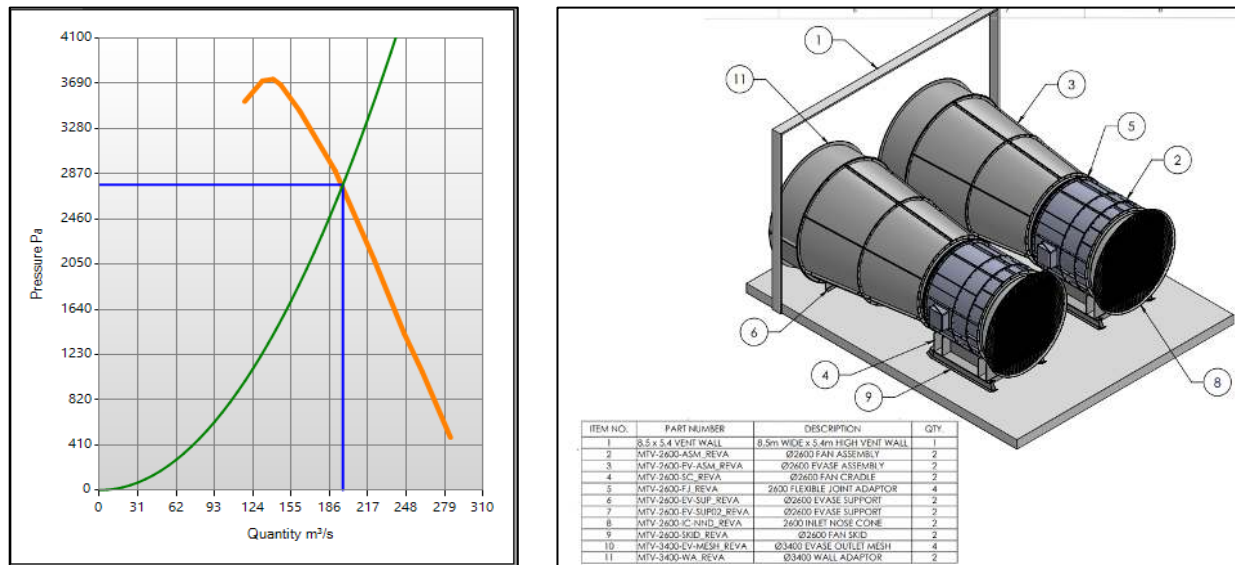 4100
3690
3280
2870
2460
2050
1640
1230
820
410
0
Pressure Pa
0 31 62 93 124 155 186 217 248 279 310
Quantity m³/s
6 7 8
1
11
3
5
2
6
4
9
8
ITEM NO. PART NUMBER DESCRIPTION QTY.
1 8.5 x 5.4 VENT WALL 8.5m WIDE x 5.4m HIGH VENT WALL 1
2 MTV-2600-ASM_REVA Ø2600 FAN ASSEMBLY 2
3 MTV-2600-EV-ASM_REVA Ø2600 EVASE ASSEMBLY 2
4 MTV-2600-SC_REVA Ø2600 FAN CRADLE 2
5 MTV-2600-FJ_REVA 2600 FLEXIBLE JOINT ADAPTOR 4
6 MTV-2600-EV-SUP_REVA Ø2600 EVASE SUPPORT 2
7 MTV-2600-EV-SUP02_REVA Ø2600 EVASE SUPPORT 2
8 MTV-2600-IC-NND_REVA 2600 INLET NOSE CONE 2
9 MTV-2600-SKID_REVA Ø2600 FAN SKID 2
10 MTV-3400-EV-MESH_REVA Ø3400 EVASE OUTLET MESH 4
11 MTV-3400-WA_REVA Ø3400 WALL ADAPTOR 2